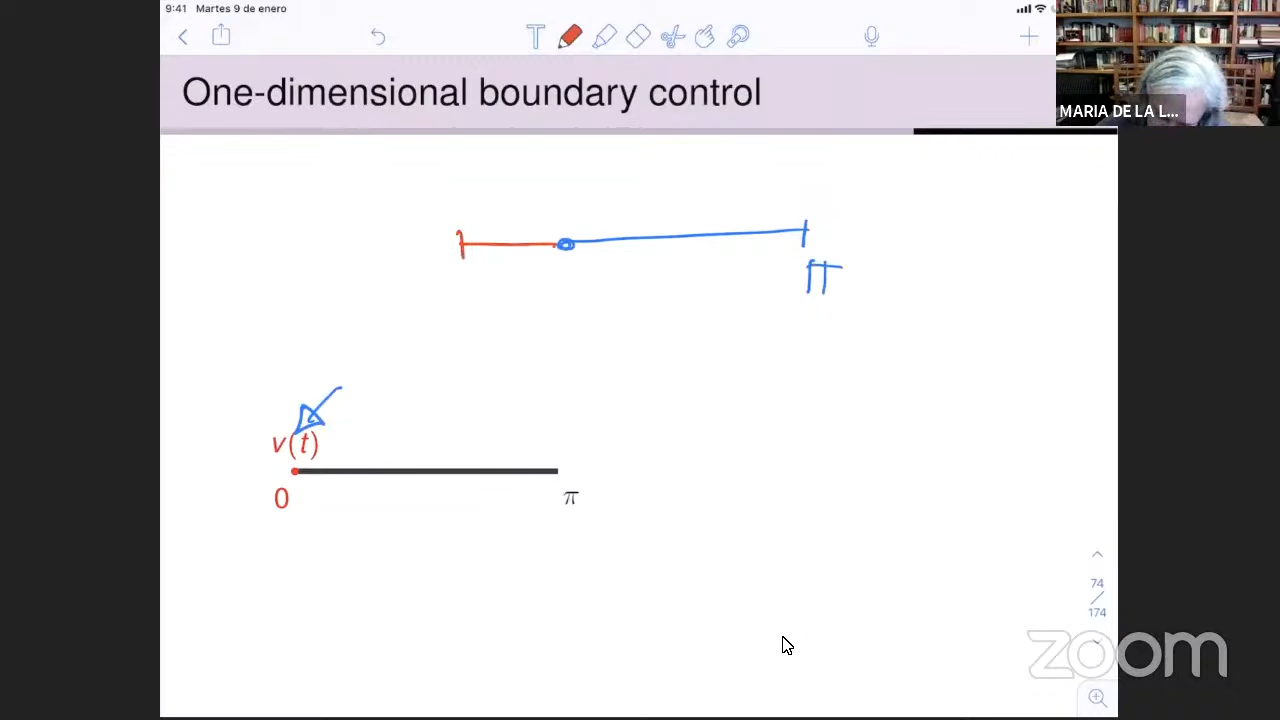 9:41 Martes 9 de enero
One-dimensional boundary control
MARIA DE LA L...
π
v(t)
0
π
74
174
zoom